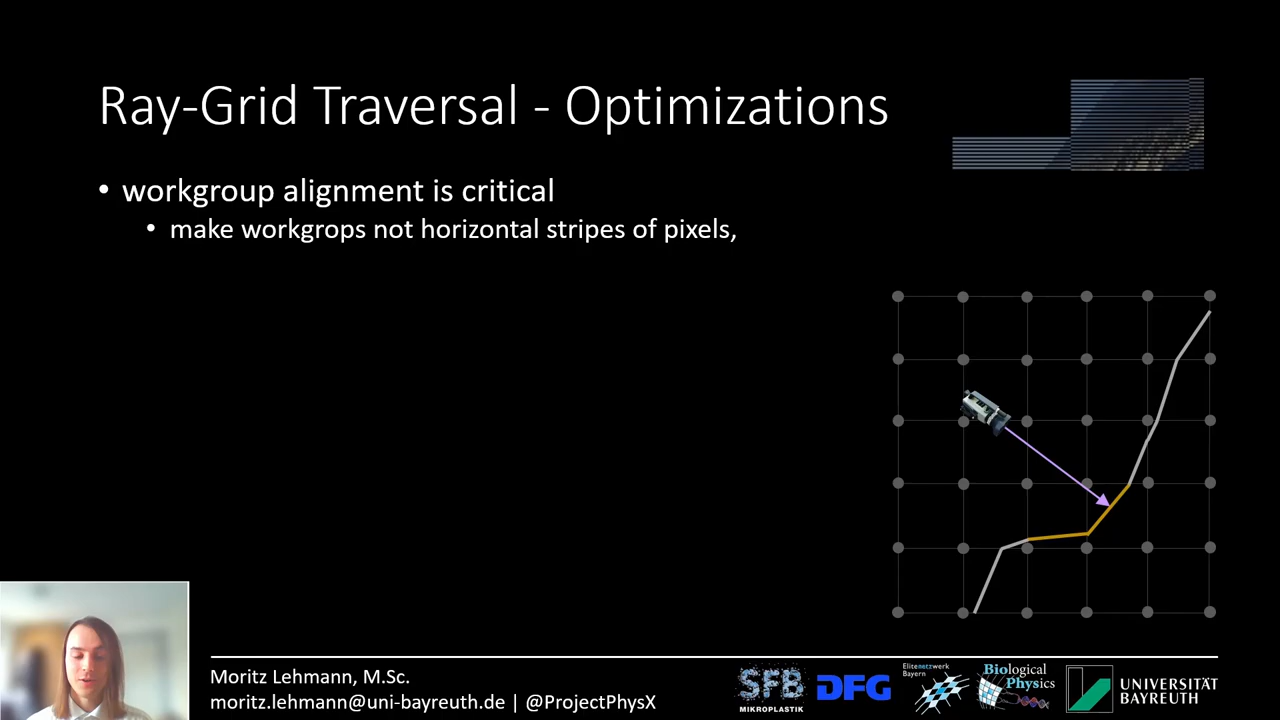 Ray-Grid Traversal - Optimizations
• workgroup alignment is critical
• make workgrops not horizontal stripes of pixels,
Moritz Lehmann, M.Sc.
moritz.lehmann@uni-bayreuth.de | @ProjectPhysX
SFB
MIKROPLASTIK
DFG
Elitenetzwerk
Bayern
Biological
Physics
UNIVERSITÄT
BAYREUTH